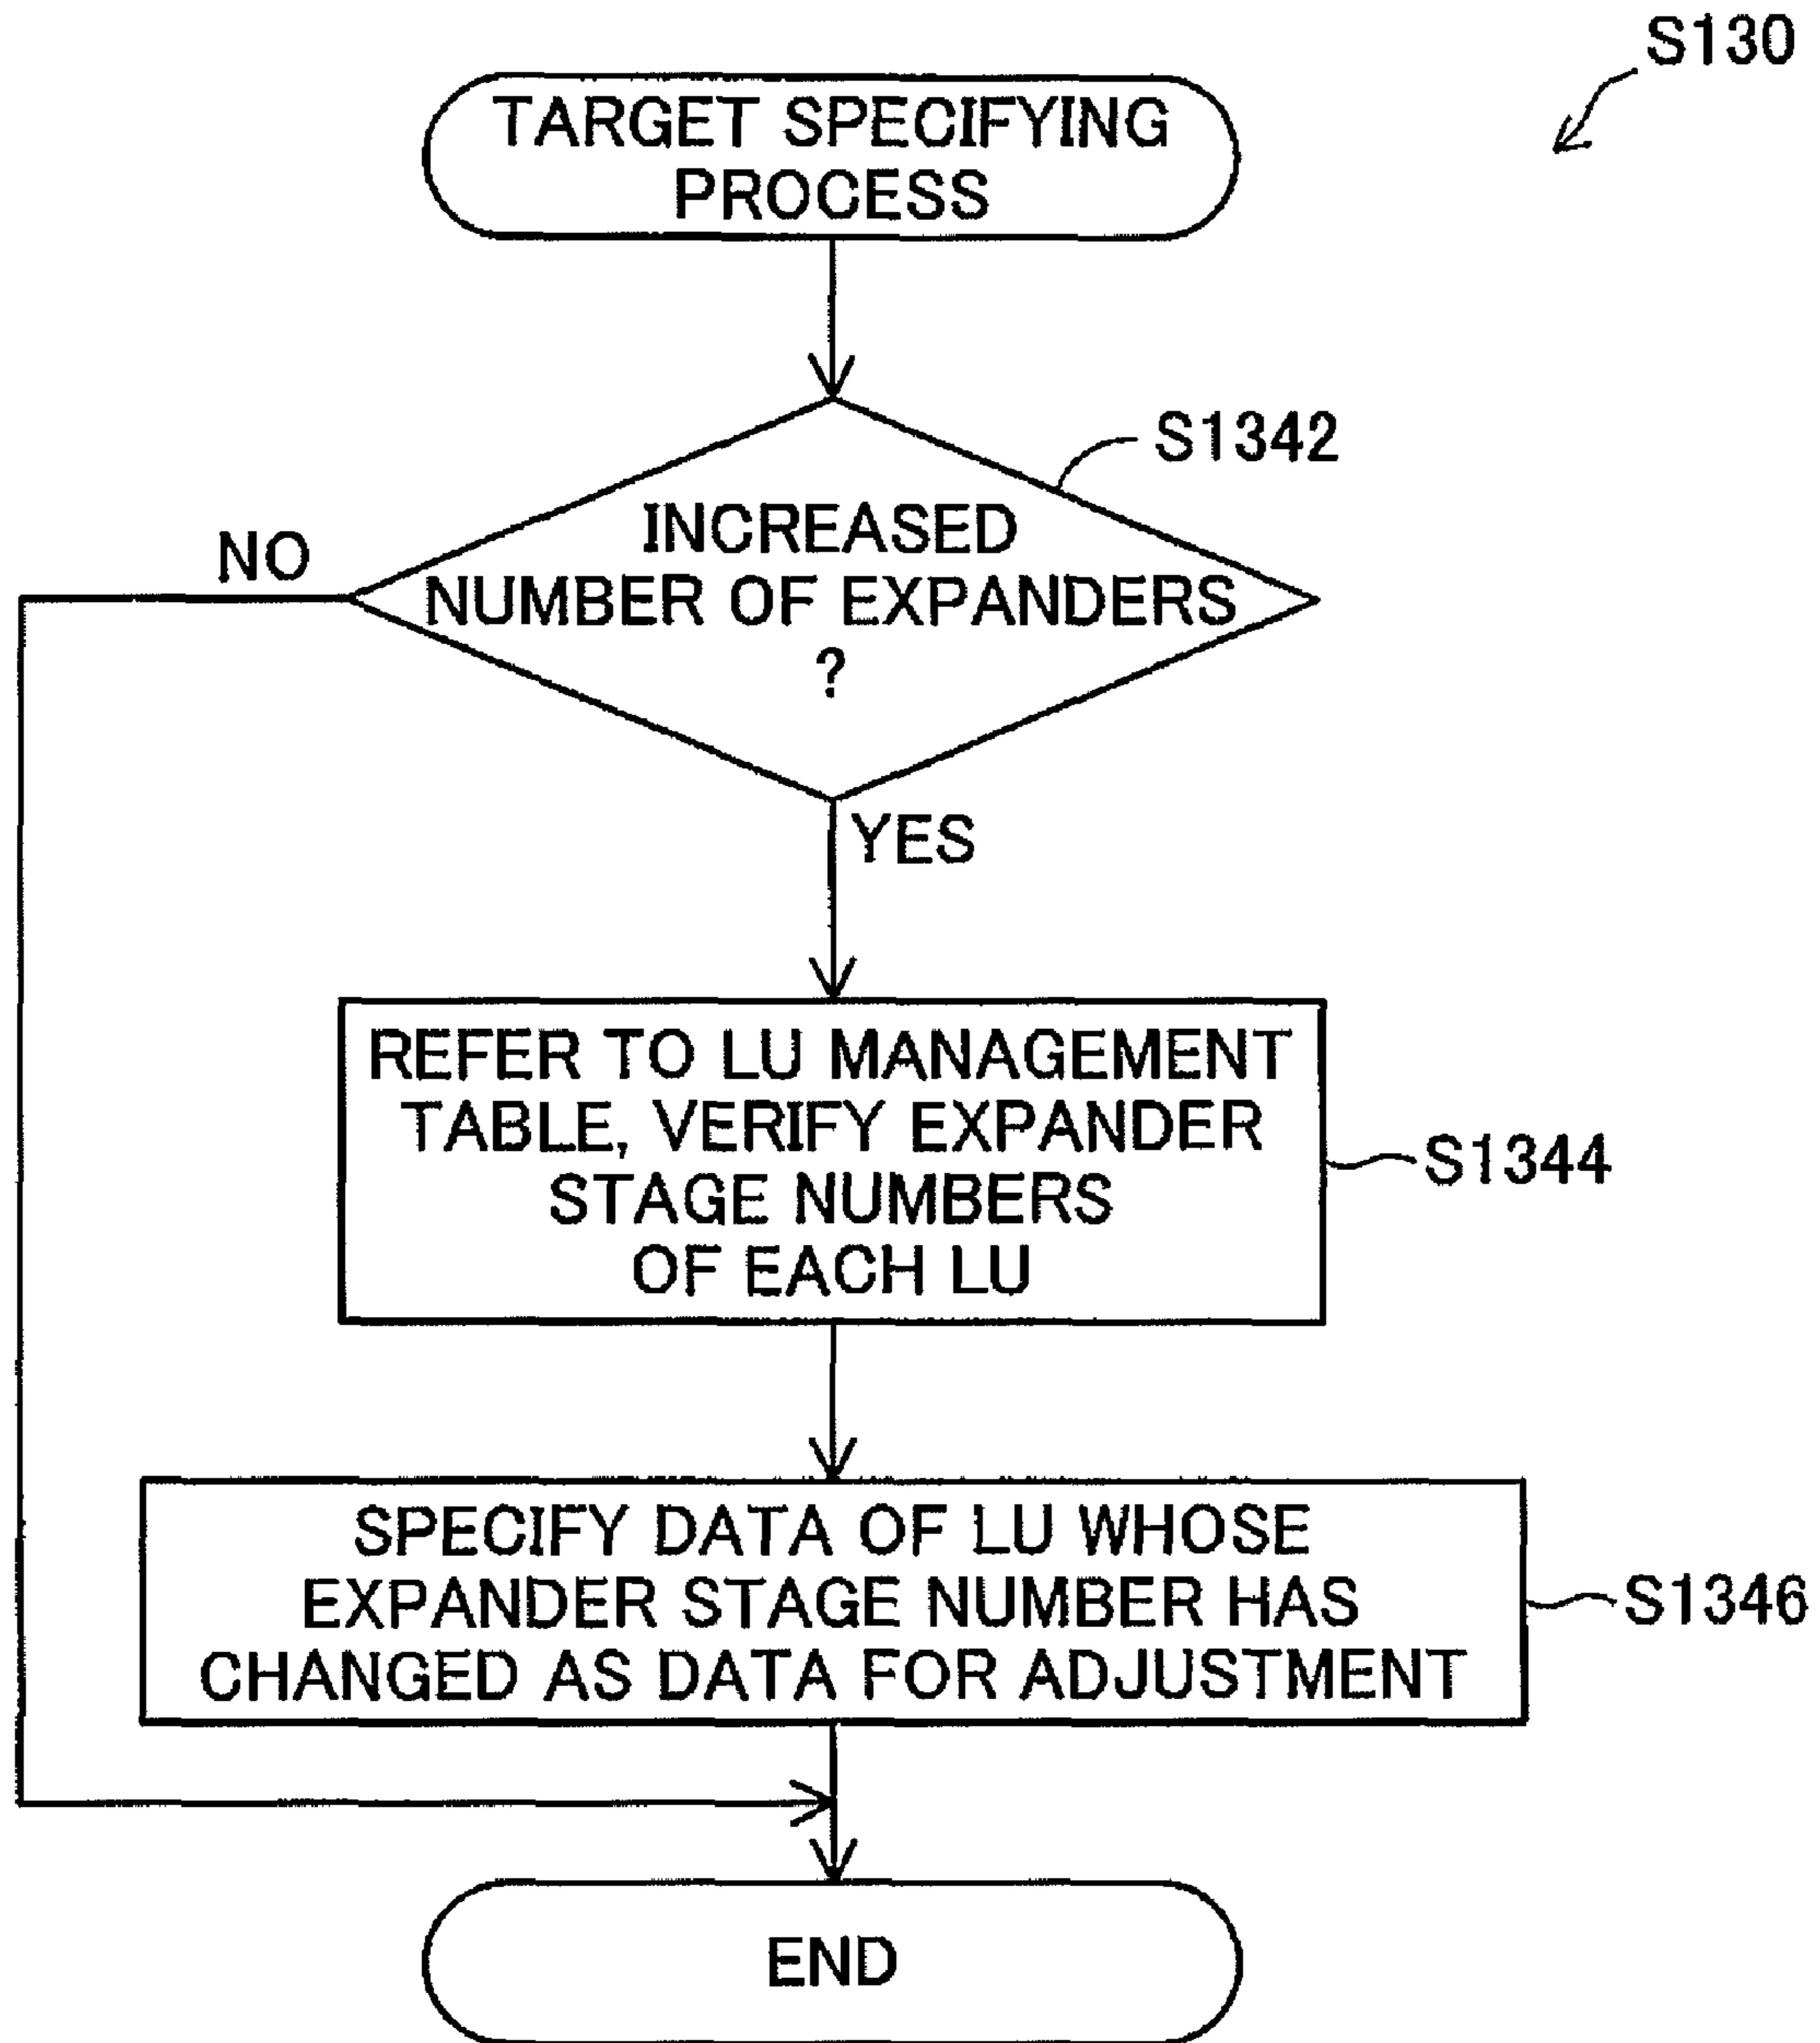 S130
TARGET SPECIFYING
PROCESS
S1342
INCREASED
NUMBER OF EXPANDERS
?
NO
YES
REFER TO LU MANAGEMENT
TABLE, VERIFY EXPANDER
STAGE NUMBERS
OF EACH LU
S1344
SPECIFY DATA OF LU WHOSE
EXPANDER STAGE NUMBER HAS
CHANGED AS DATA FOR ADJUSTMENT
S1346
END